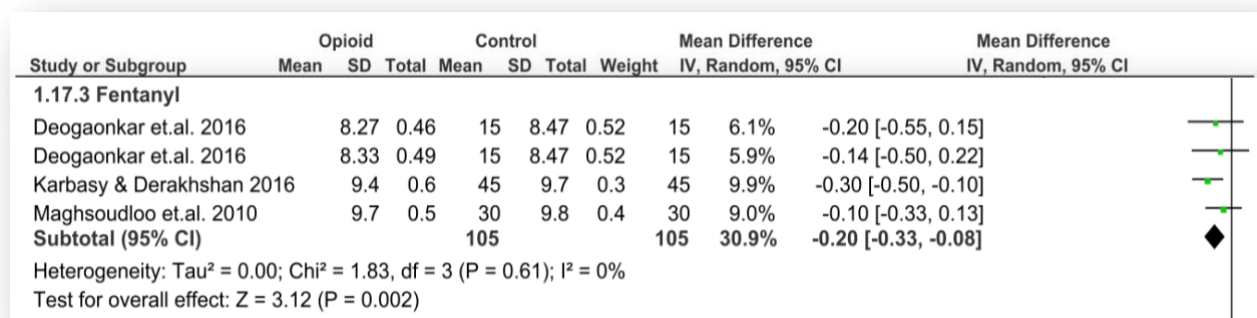 Opioid Control Mean Difference Mean Difference
Study or Subgroup Mean SD Total Mean SD Total Weight IV, Random, 95% CI IV, Random, 95% CI
1.17.3 Fentanyl
Deogaonkar et.al. 2016 8.27 0.46 15 8.47 0.52 15 6.1% -0.20 [-0.55, 0.15]
Deogaonkar et.al. 2016 8.33 0.49 15 8.47 0.52 15 5.9% -0.14 [-0.50, 0.22]
Karbasy & Derakhshan 2016 9.4 0.6 45 9.7 0.3 45 9.9% -0.30 [-0.50, -0.10]
Maghsoudloo et.al. 2010 9.7 0.5 30 9.8 0.4 30 9.0% -0.10 [-0.33, 0.13]
Subtotal (95% CI) 105 105 30.9% -0.20 [-0.33, -0.08]
Heterogeneity: Tau² = 0.00; Chi² = 1.83, df = 3 (P = 0.61); I² = 0%
Test for overall effect: Z = 3.12 (P = 0.002)